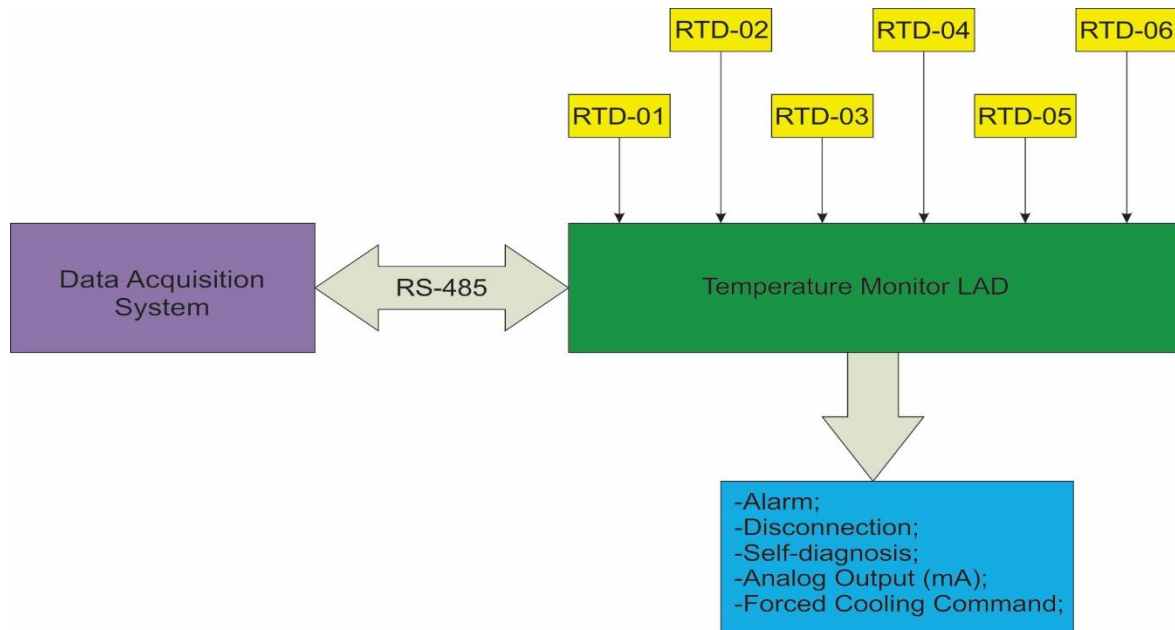 RTD-02
RTD-04
RTD-06
RTD-01
RTD-03
RTD-05
Data Acquisition
System
RS-485
Temperature Monitor LAD
-Alarm;
-Disconnection;
-Self-diagnosis;
-Analog Output (mA);
-Forced Cooling Command;